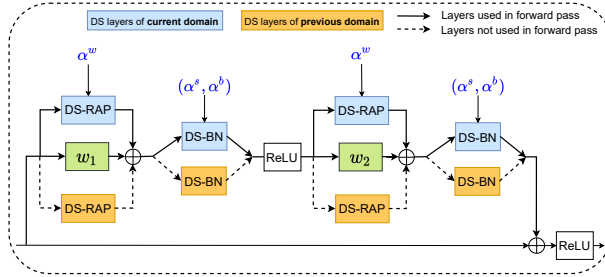 DS layers of current domain
DS layers of previous domain
Layers used in forward pass
Layers not used in forward pass
α^w
(α^s, α^b)
α^w
(α^s, α^b)
DS-RAP
DS-BN
DS-RAP
DS-BN
w_1
ReLU
w_2
DS-BN
DS-BN
DS-RAP
DS-RAP
ReLU